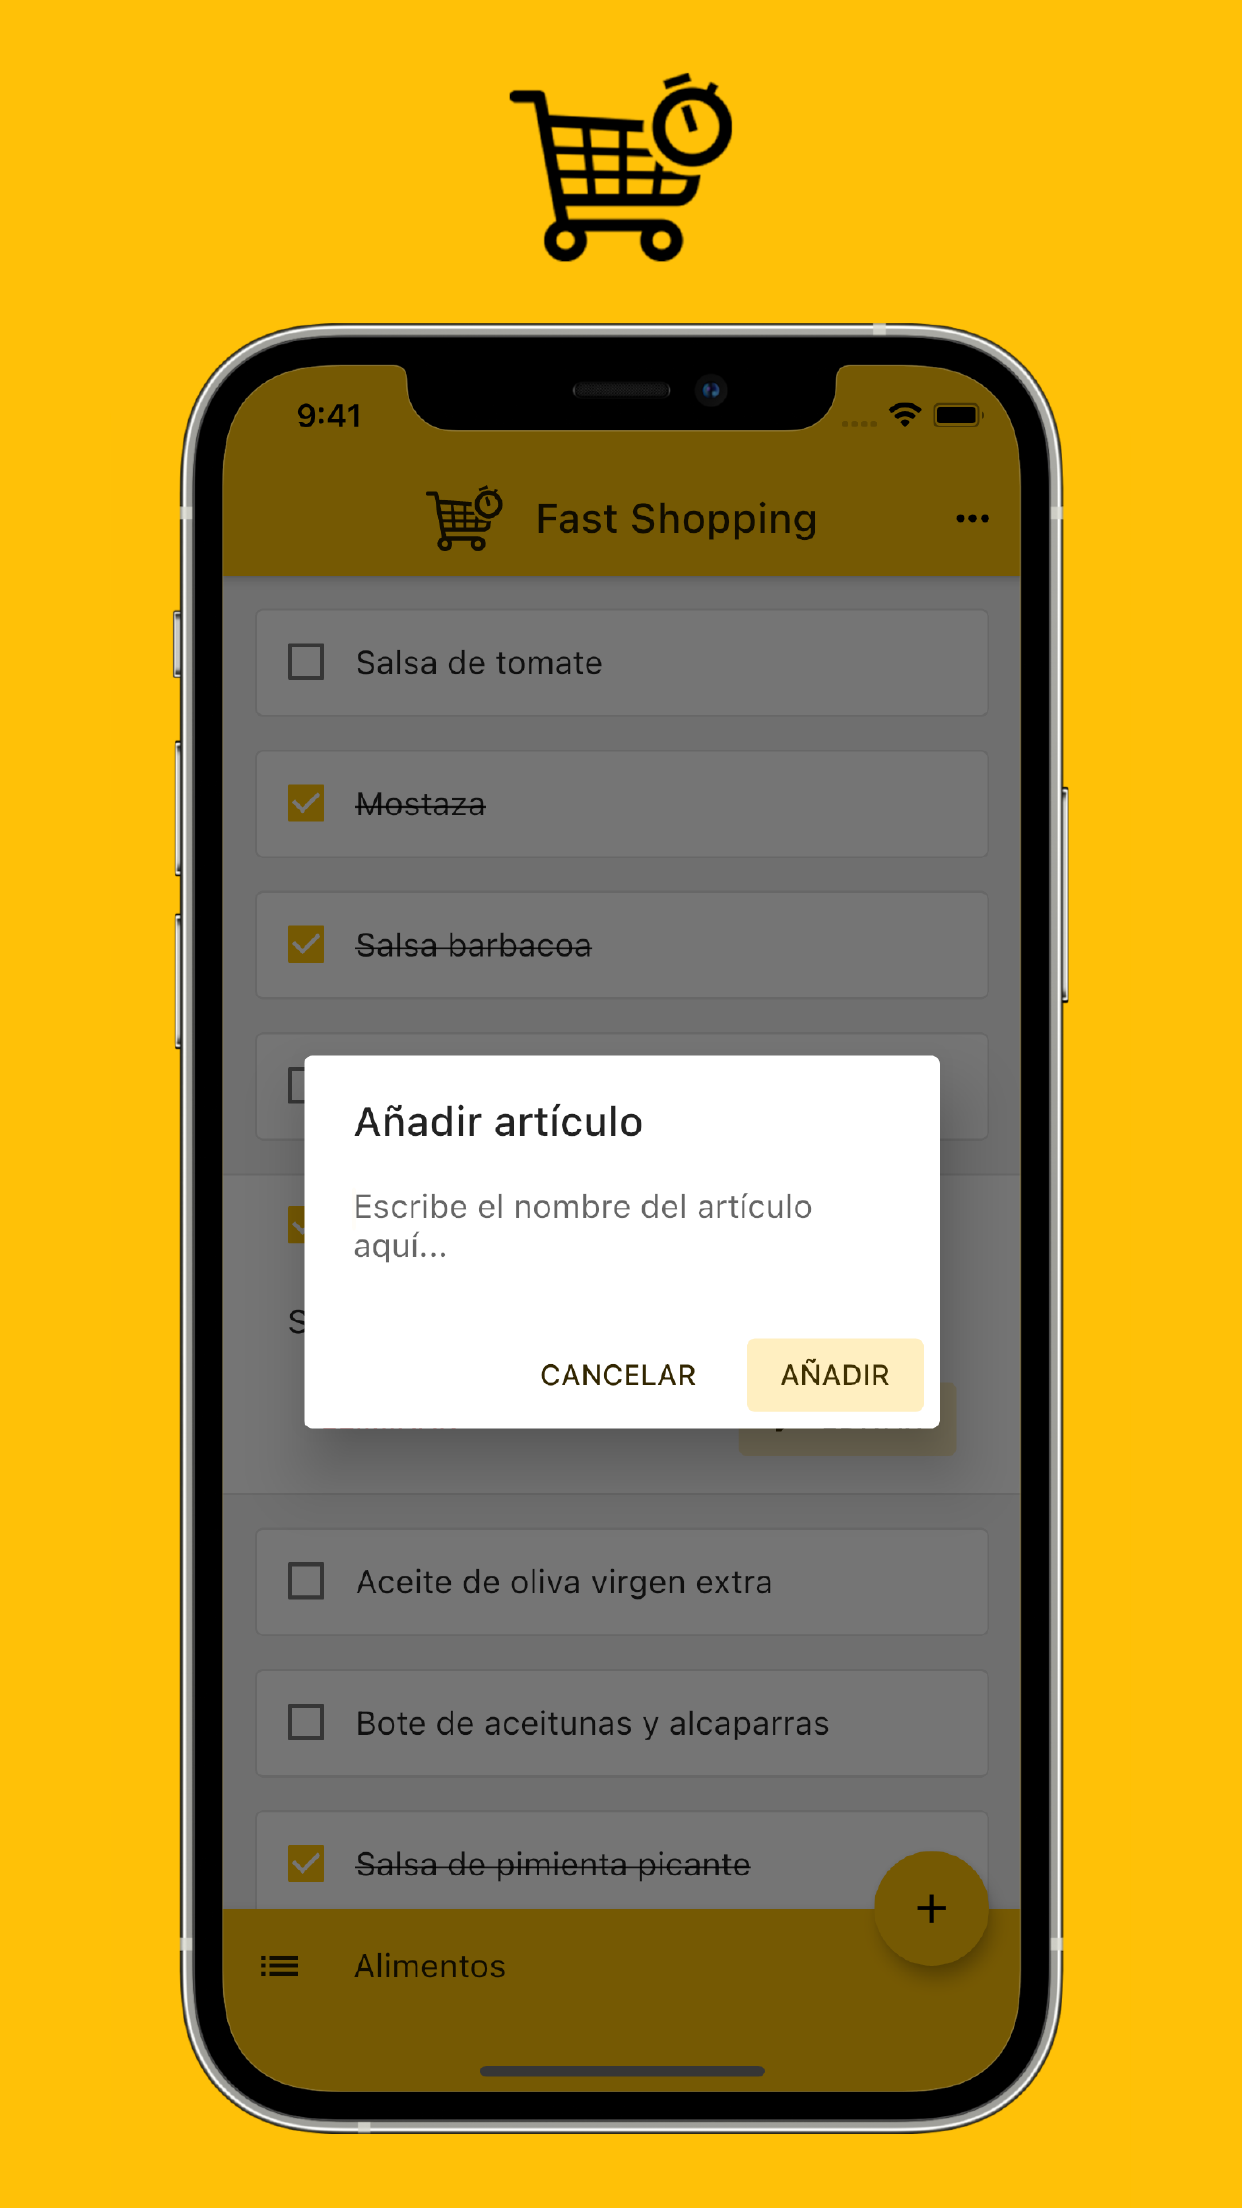 9:41
Fast Shopping
Salsa de tomate
Mostaza
Salsa barbacoa
Añadir artículo
Escribe el nombre del artículo
aquí...
CANCELAR
AÑADIR
Aceite de oliva virgen extra
Bote de aceitunas y alcaparras
Salsa de pimienta picante
Alimentos